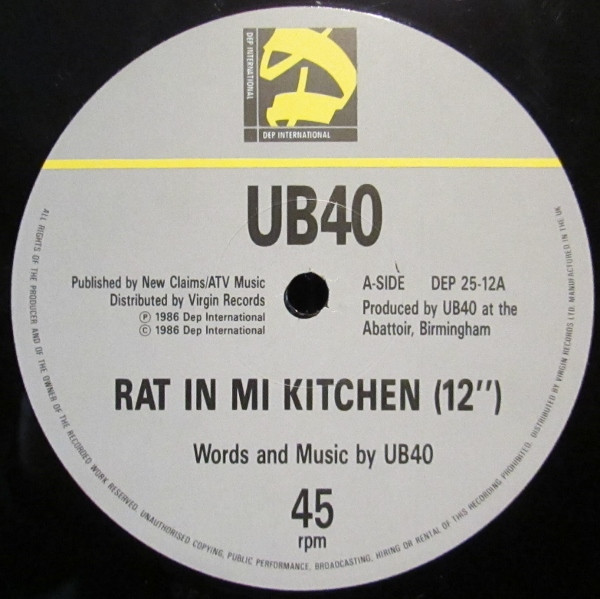 DEP INTERNATIONAL
DEP INTERNATIONAL
UB40
Published by New Claims/ATV Music
Distributed by Virgin Records
Ⓟ 1986 Dep International
© 1986 Dep International
A-SIDE DEP 25-12A
Produced by UB40 at the
Abattoir, Birmingham
RAT IN MI KITCHEN (12")
Words and Music by UB40
45
rpm
ALL RIGHTS OF THE PRODUCER AND OF THE OWNER OF THE RECORDED WORK RESERVED. UNAUTHORISED COPYING, PUBLIC PERFORMANCE, BROADCASTING, HIRING OR RENTAL OF THIS RECORDING PROHIBITED. DISTRIBUTED BY VIRGIN RECORDS LTD. MANUFACTURED IN THE UK